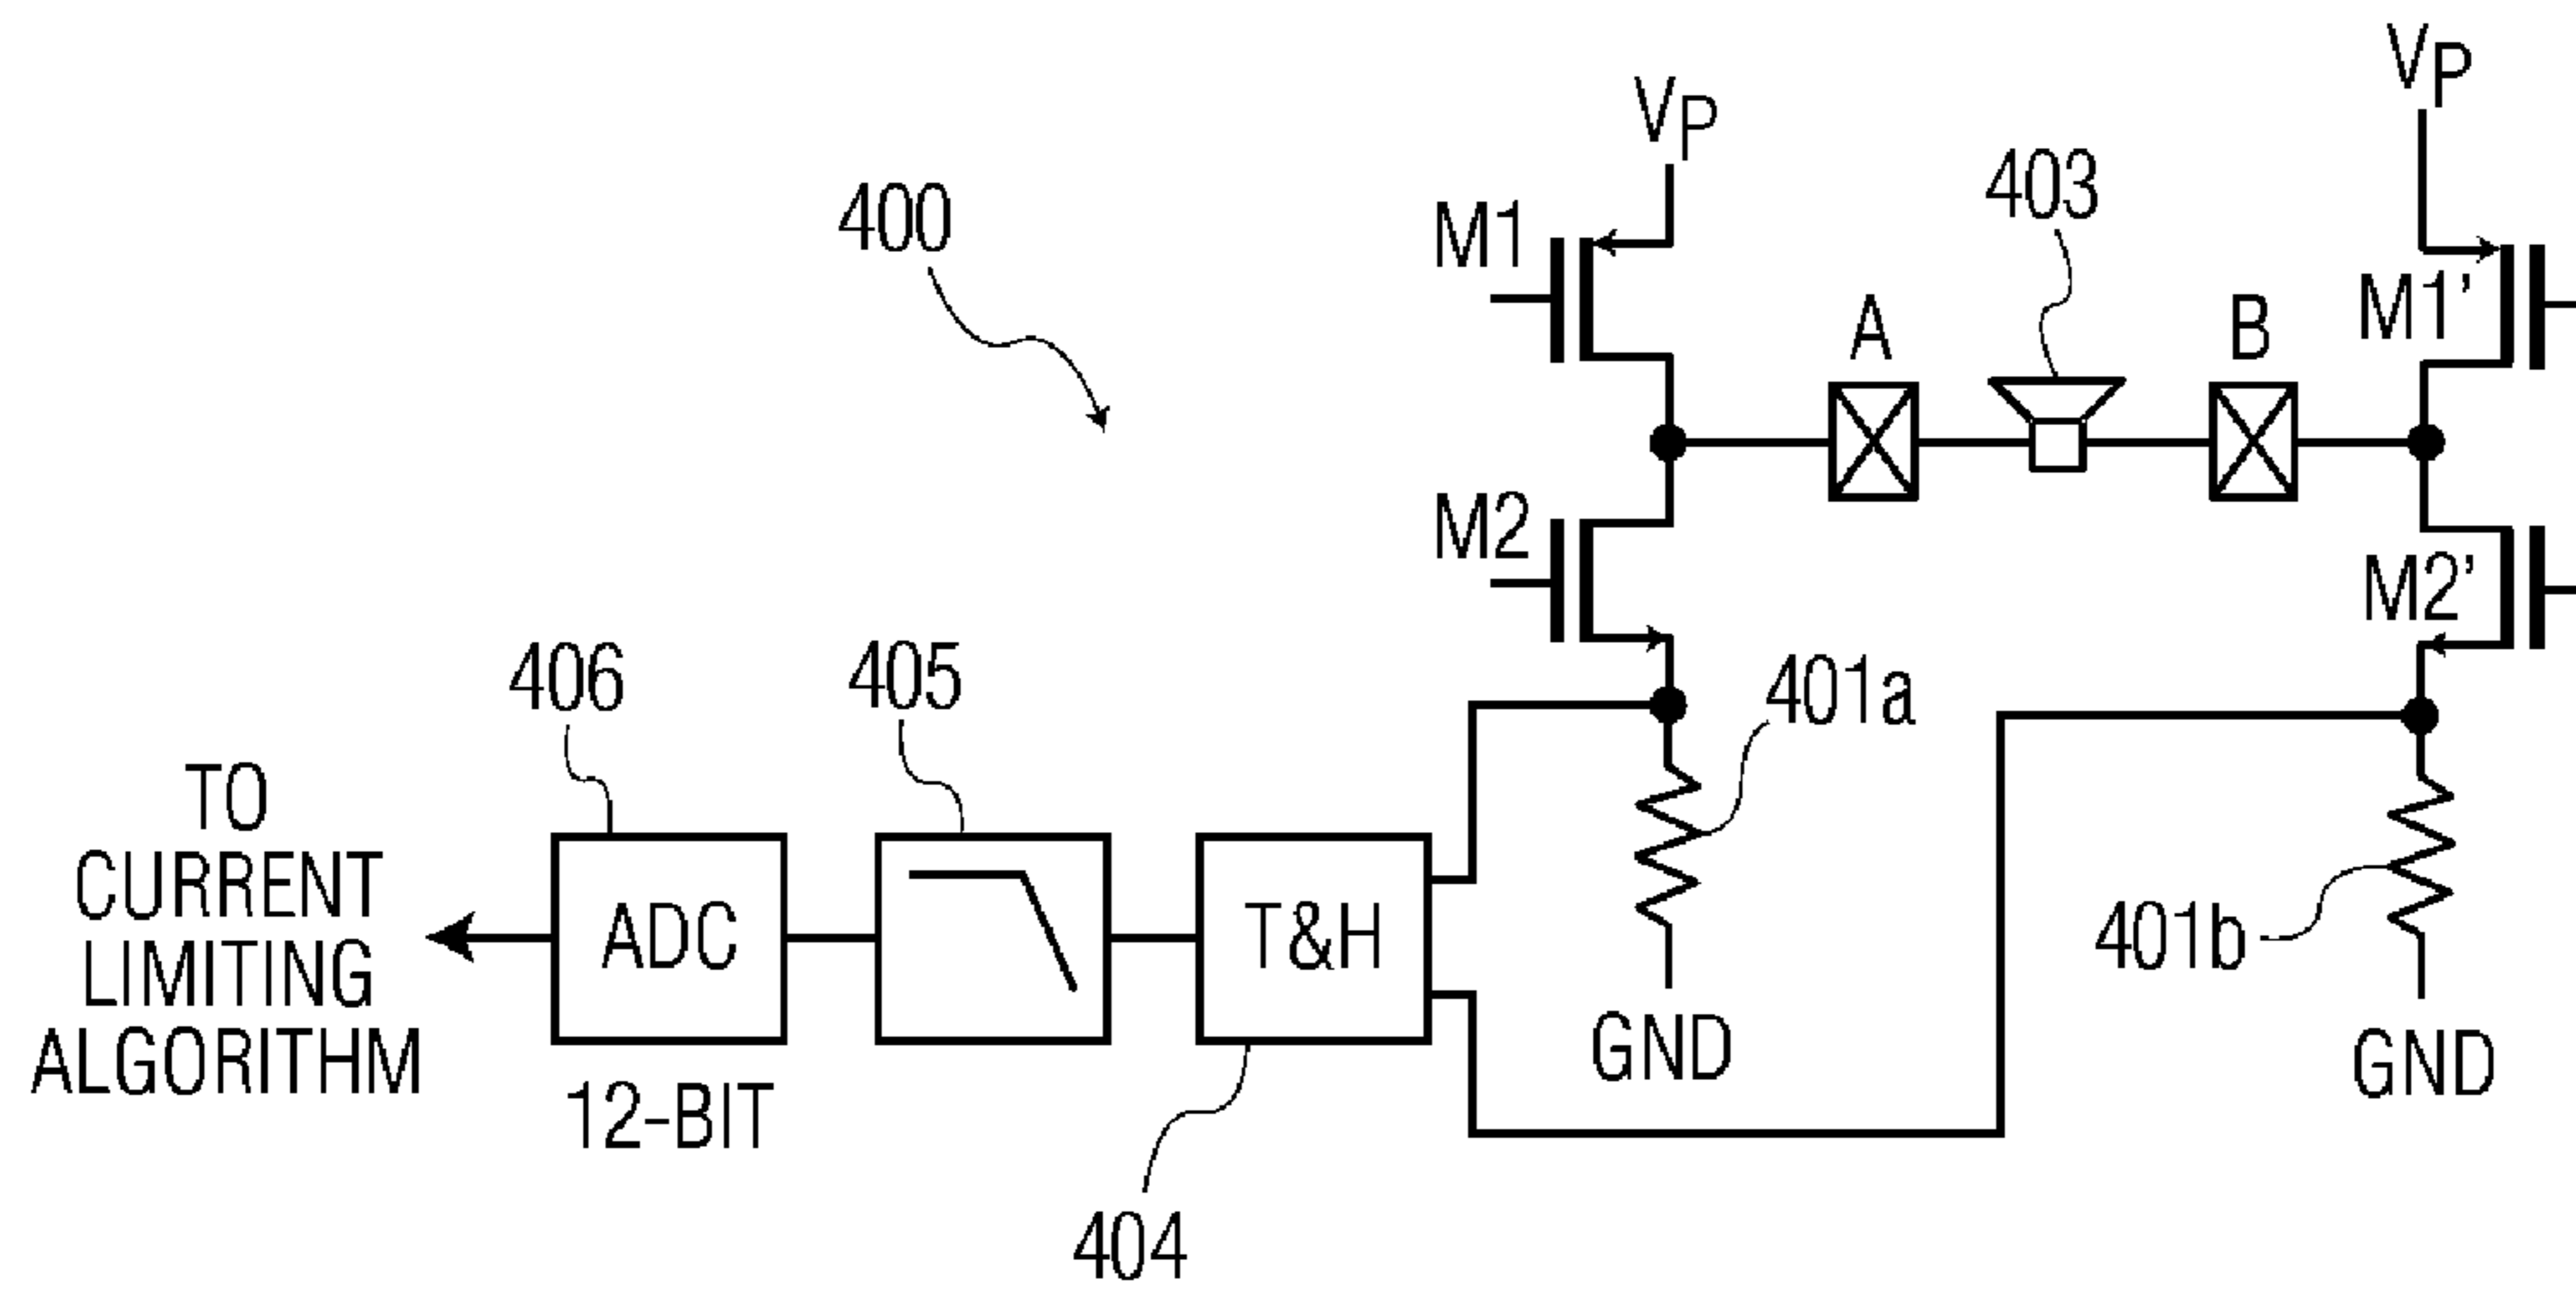 VP
VP
400
M1
403
A
B
M1'
M2
M2'
406
405
401a
TO
CURRENT
LIMITING
ALGORITHM
ADC
T&H
401b
GND
GND
12-BIT
404